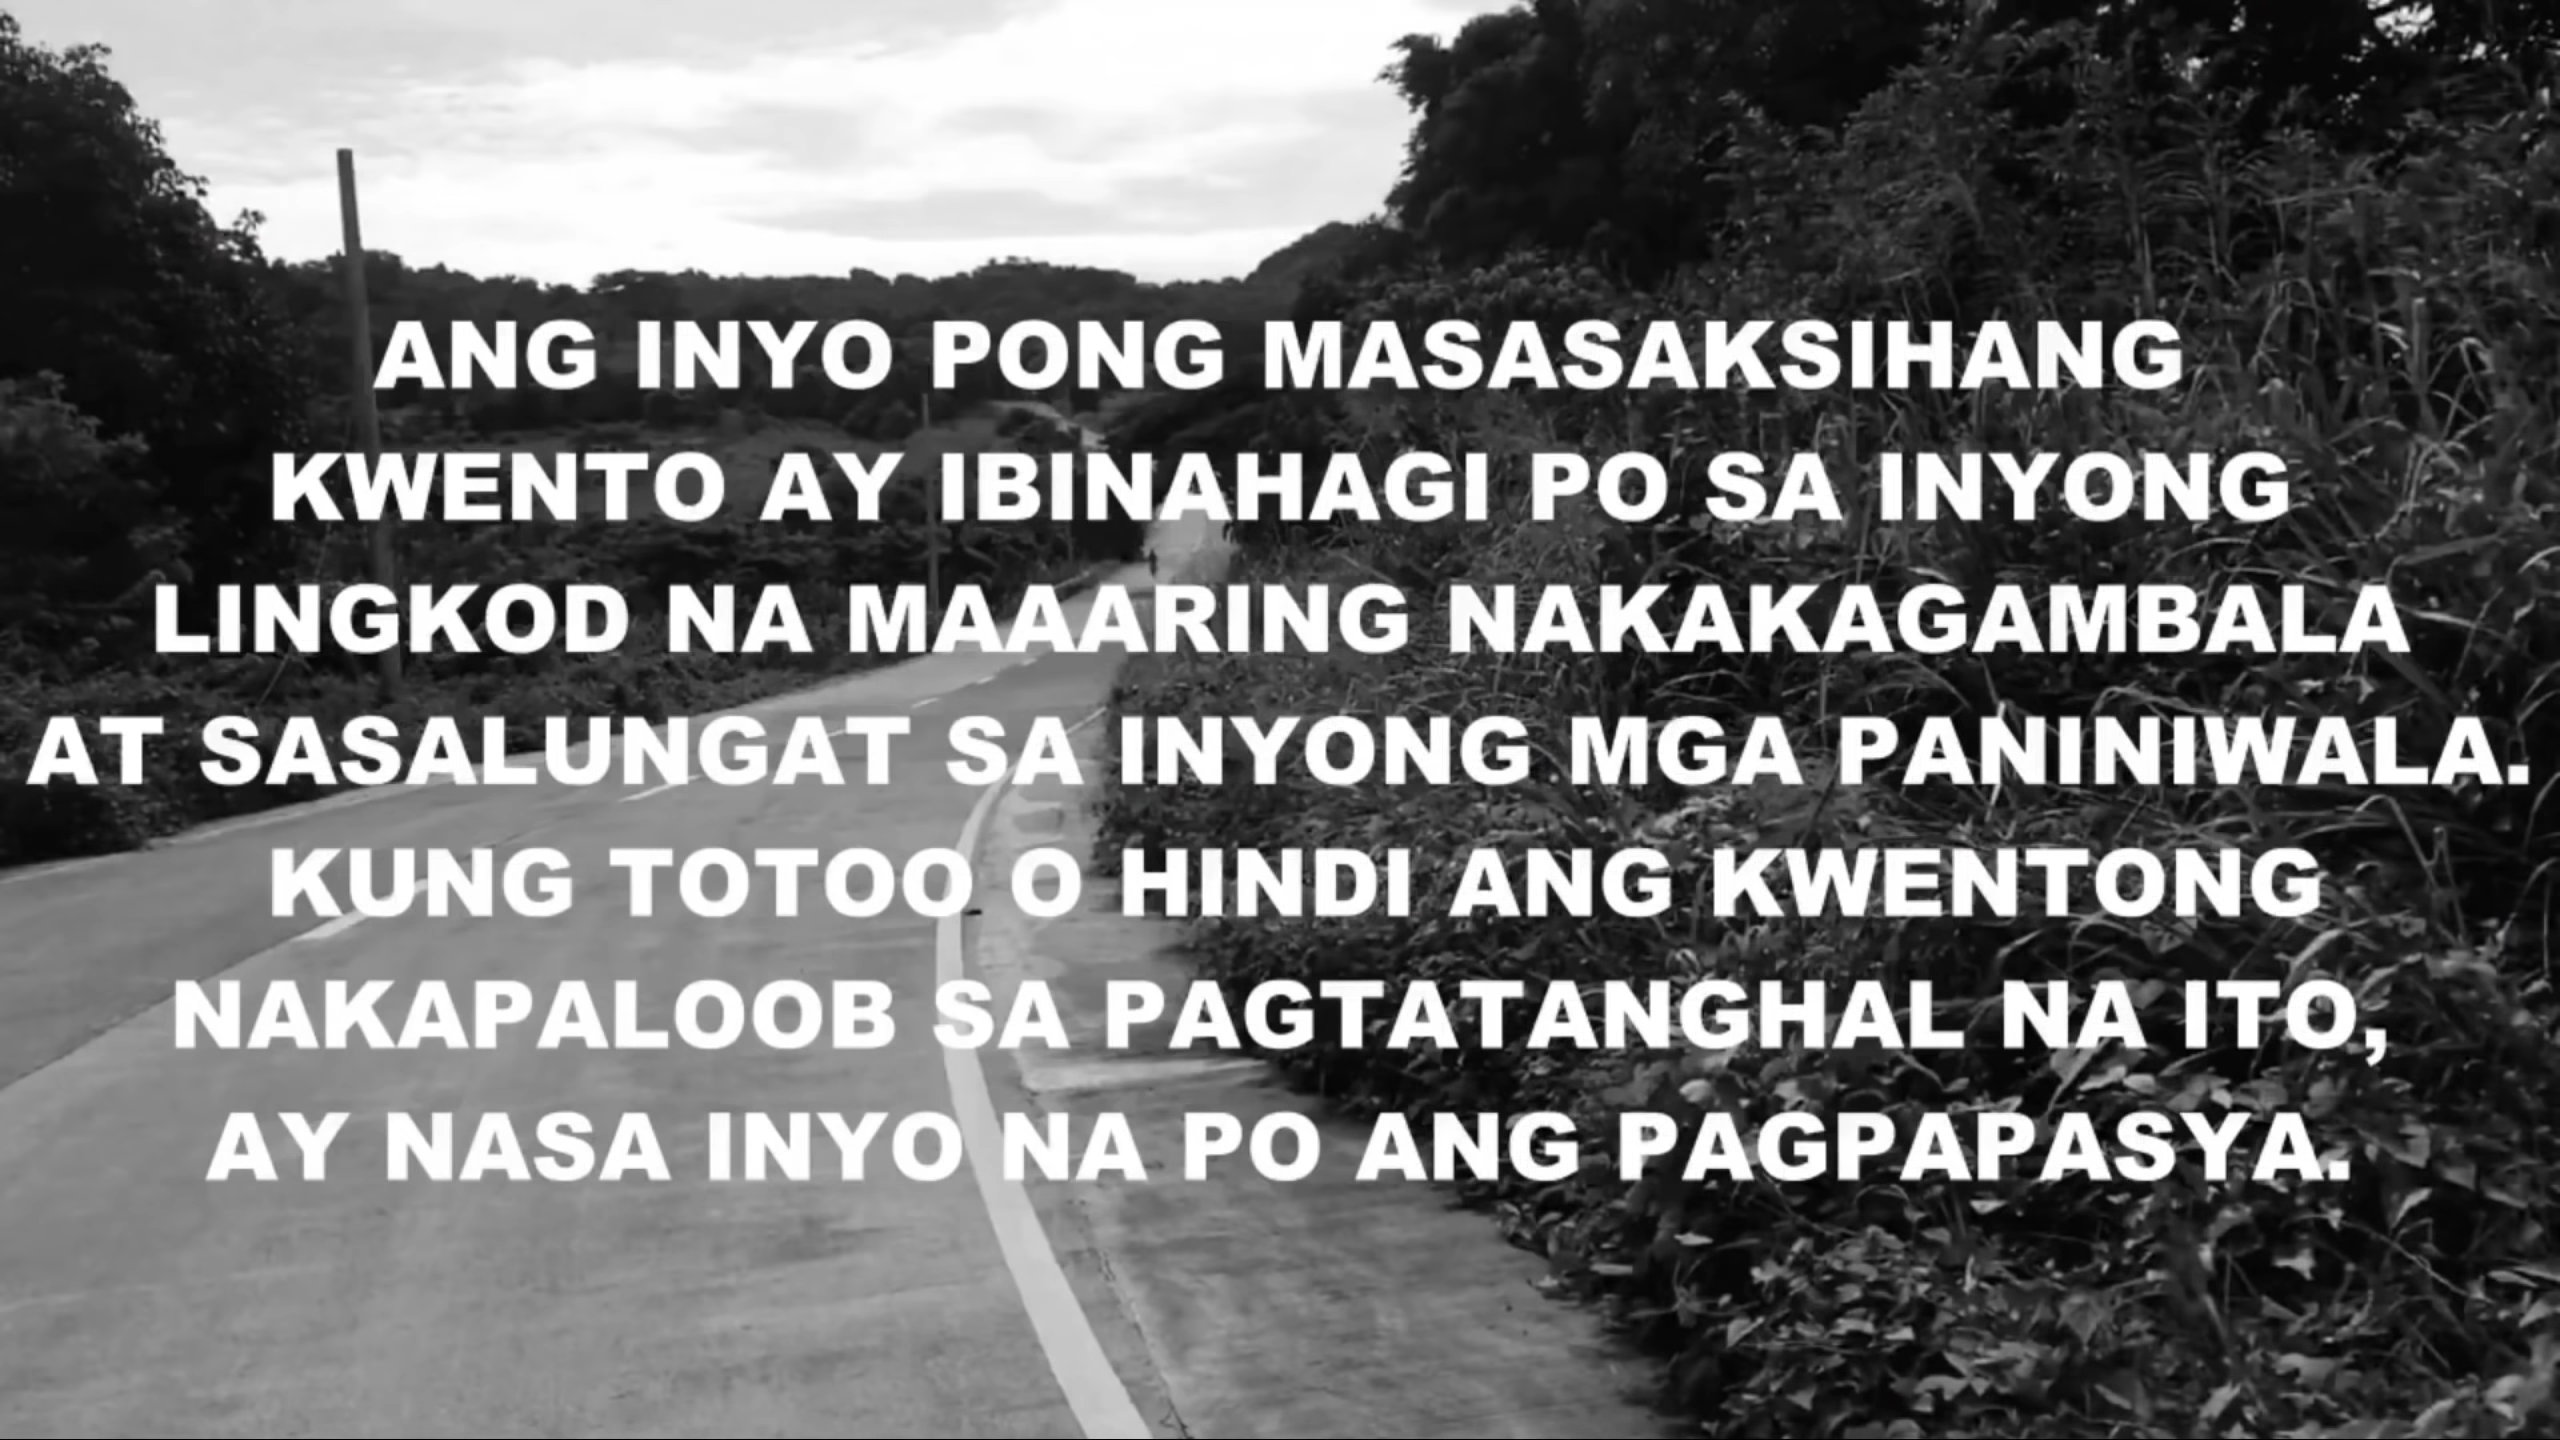 ANG INYO PONG MASASAKSIHANG
KWENTO AY IBINAHAGI PO SA INYONG
LINGKOD NA MAAARING NAKAKAGAMBALA
AT SASALUNGAT SA INYONG MGA PANINIWALA.
KUNG TOTOO O HINDI ANG KWENTONG
NAKAPALOOB SA PAGTATANGHAL NA ITO,
AY NASA INYO NA PO ANG PAGPAPASYA.